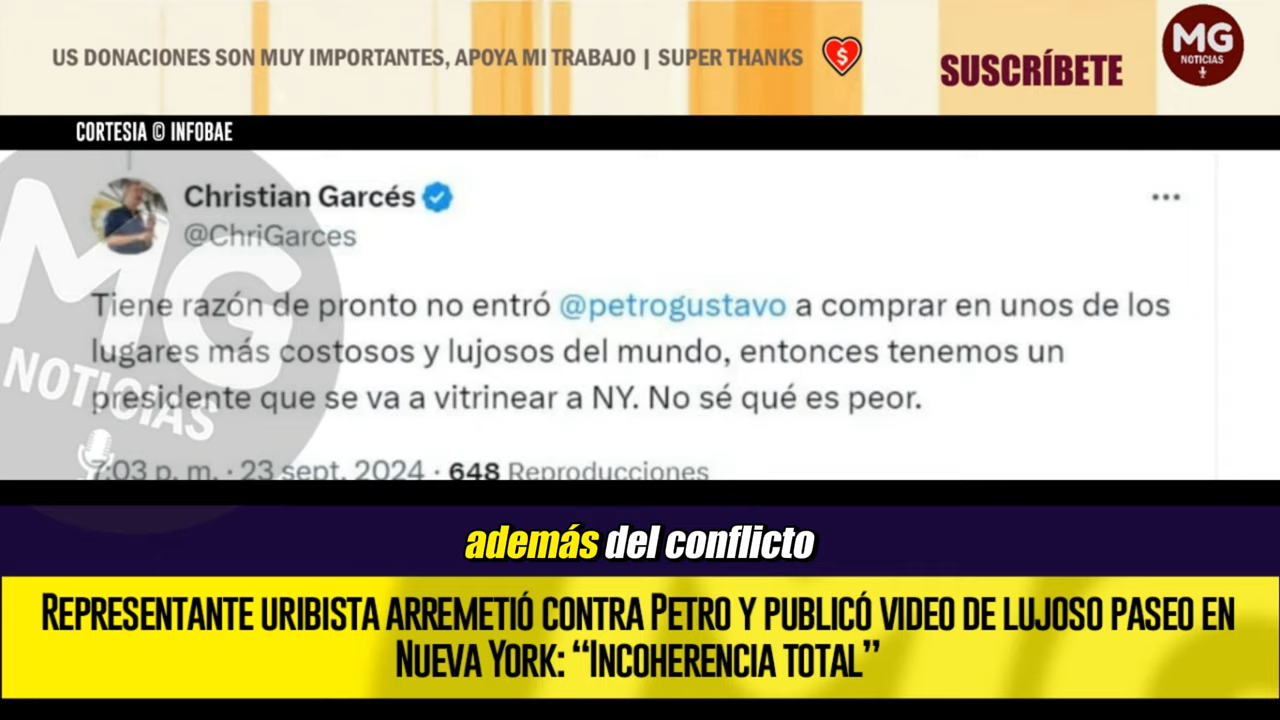 US DONACIONES SON MUY IMPORTANTES, APOYA MI TRABAJO | SUPER THANKS
$
SUSCRÍBETE
MG
NOTICIAS
CORTESIA © INFOBAE
Christian Garcés
@ChriGarces
Tiene razón de pronto no entró @petrogustavo a comprar en unos de los
lugares más costosos y lujosos del mundo, entonces tenemos un
presidente que se va a vitrinear a NY. No sé qué es peor.
7:03 p. m. · 23 sept. 2024 · 648 Reproducciones
MG
NOTICIAS
además del conflicto
REPRESENTANTE URIBISTA ARREMETIÓ CONTRA PETRO Y PUBLICÓ VIDEO DE LUJOSO PASEO EN
NUEVA YORK: “INCOHERENCIA TOTAL”